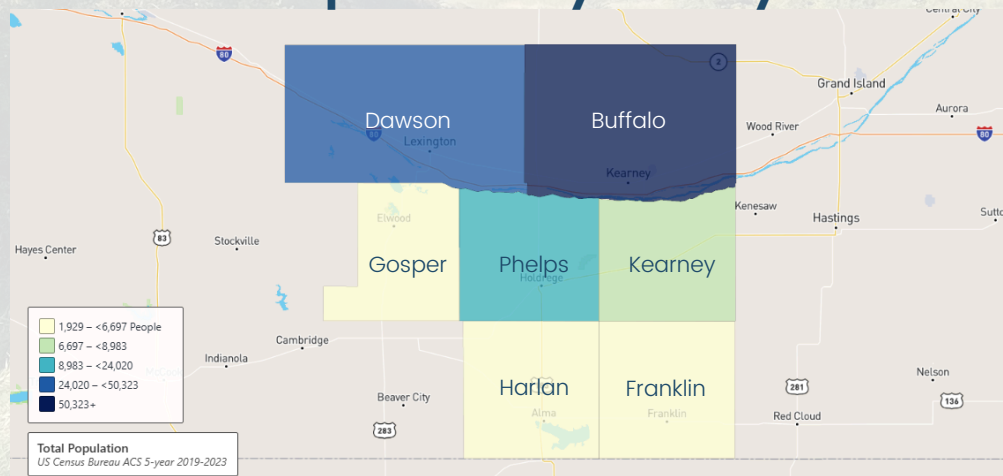 Central City
80
2
Grand Island
Dawson
Buffalo
Aurora
80
Wood River
80
Lexington
Kearney
Kenesaw
Elwood
Hastings
83
Stockville
Hayes Center
Gosper
Phelps
Kearney
Holdrege
1,929 – <6,697 People
6,697 – <8,983
8,983 – <24,020
24,020 – <50,323
50,323+
Cambridge
Indianola
Nelson
Harlan
Franklin
281
136
Beaver City
Alma
Franklin
Red Cloud
283
Total Population
US Census Bureau ACS 5-year 2019-2023